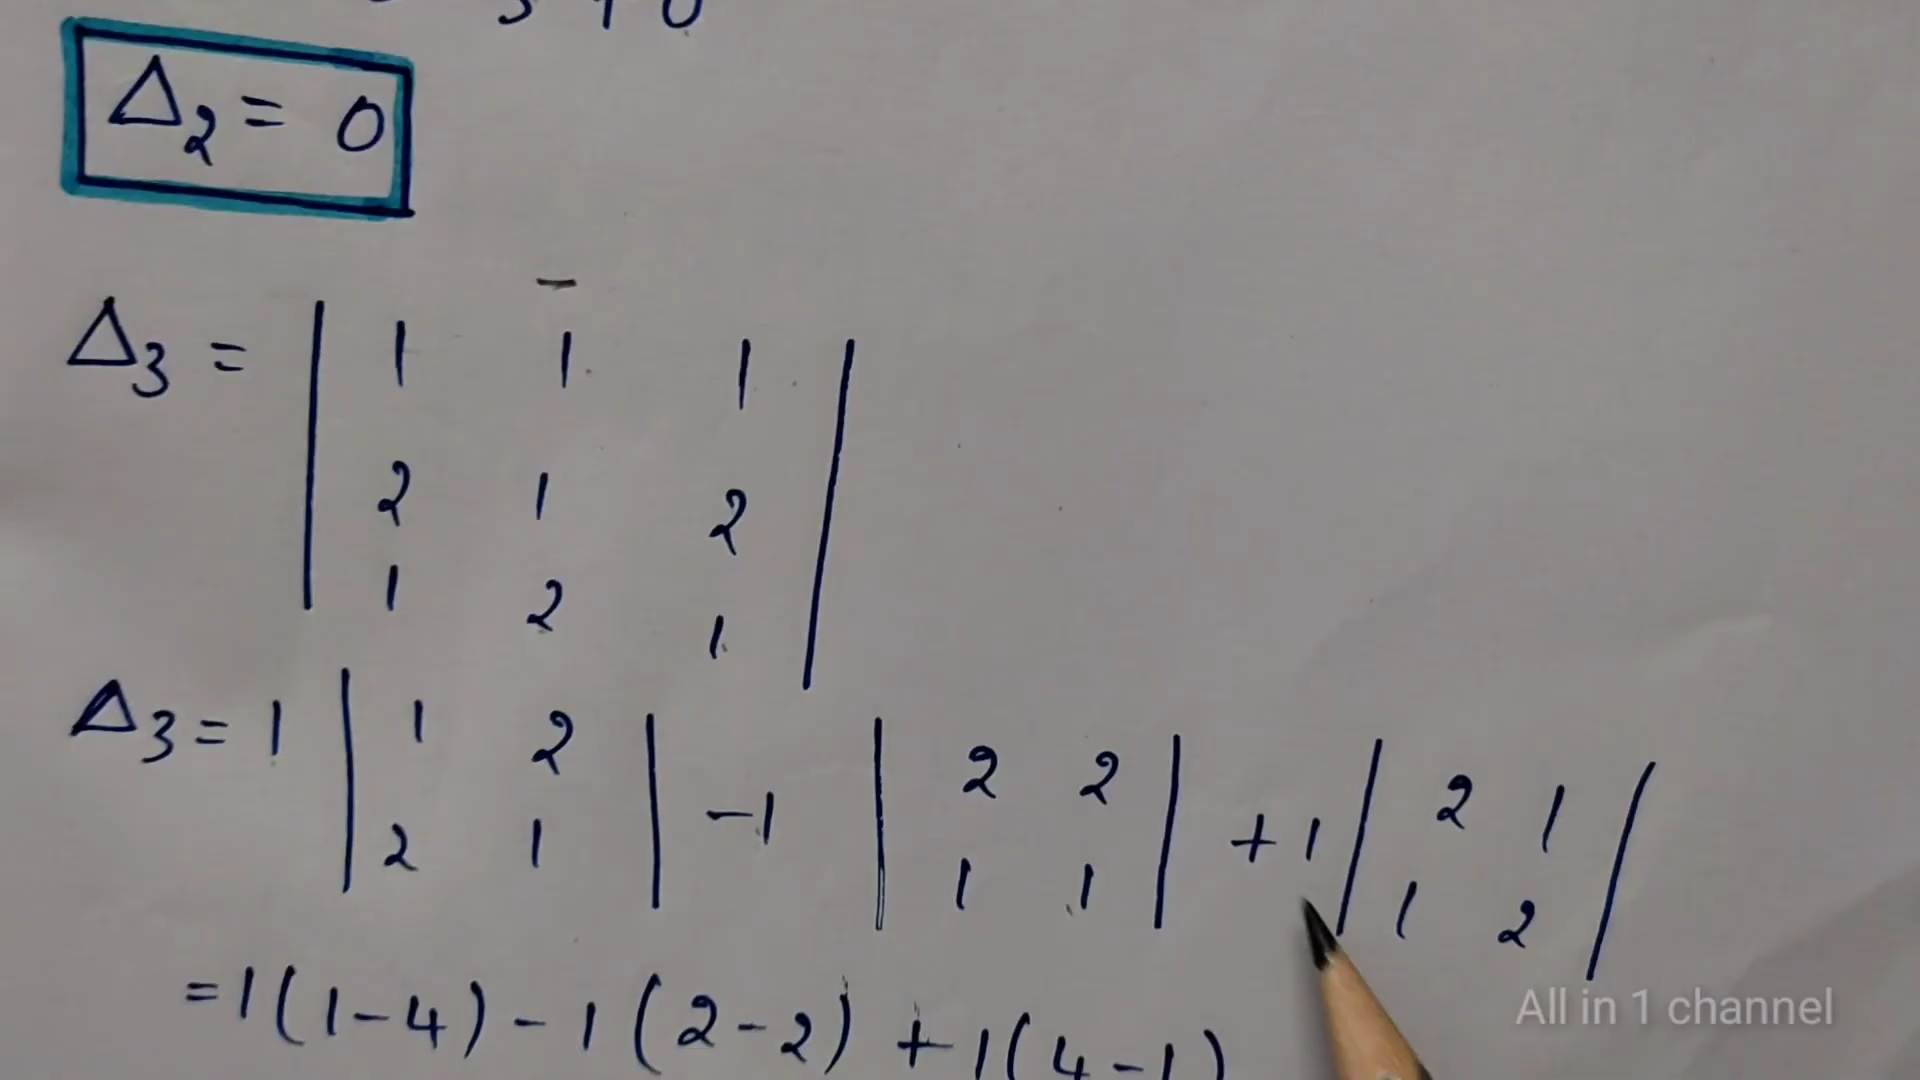 Δ₂ = 0
Δ₃ = | 1 1 1 |
| 2 1 2 |
| 1 2 1 |
Δ₃ = 1 | 1 2 | -1 | 2 2 | +1 | 2 1 |
| 2 1 | | 1 1 | | 1 2 |
= 1(1-4) - 1(2-2) + 1(4-1)
All in 1 channel